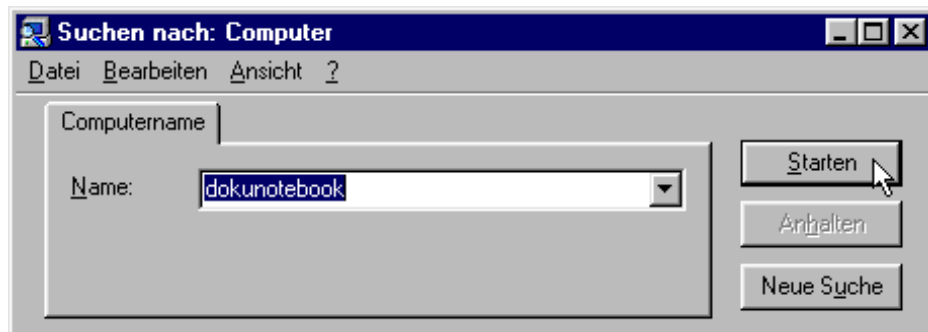 Suchen nach: Computer
Datei Bearbeiten Ansicht ?
Computername
Name: dokunotebook
Starten
Anhalten
Neue Suche